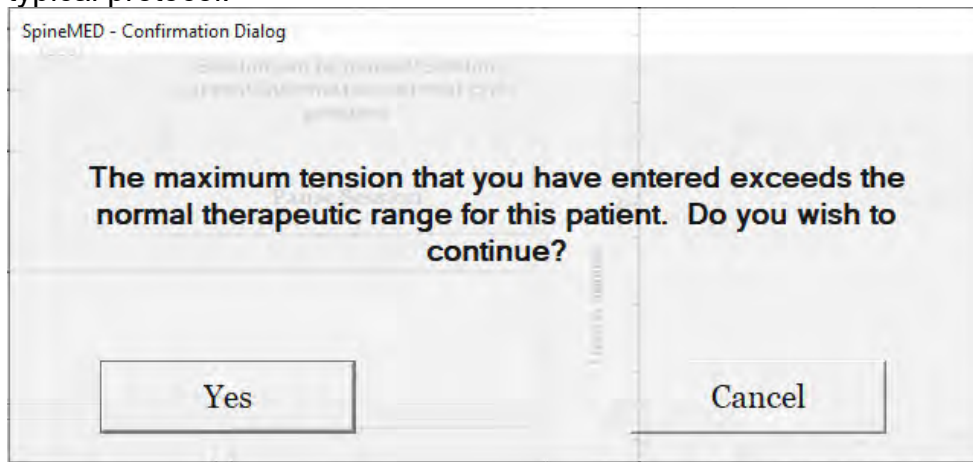 typical protocol.
SpineMED - Confirmation Dialog
The maximum tension that you have entered exceeds the
normal therapeutic range for this patient. Do you wish to
continue?
Yes
Cancel